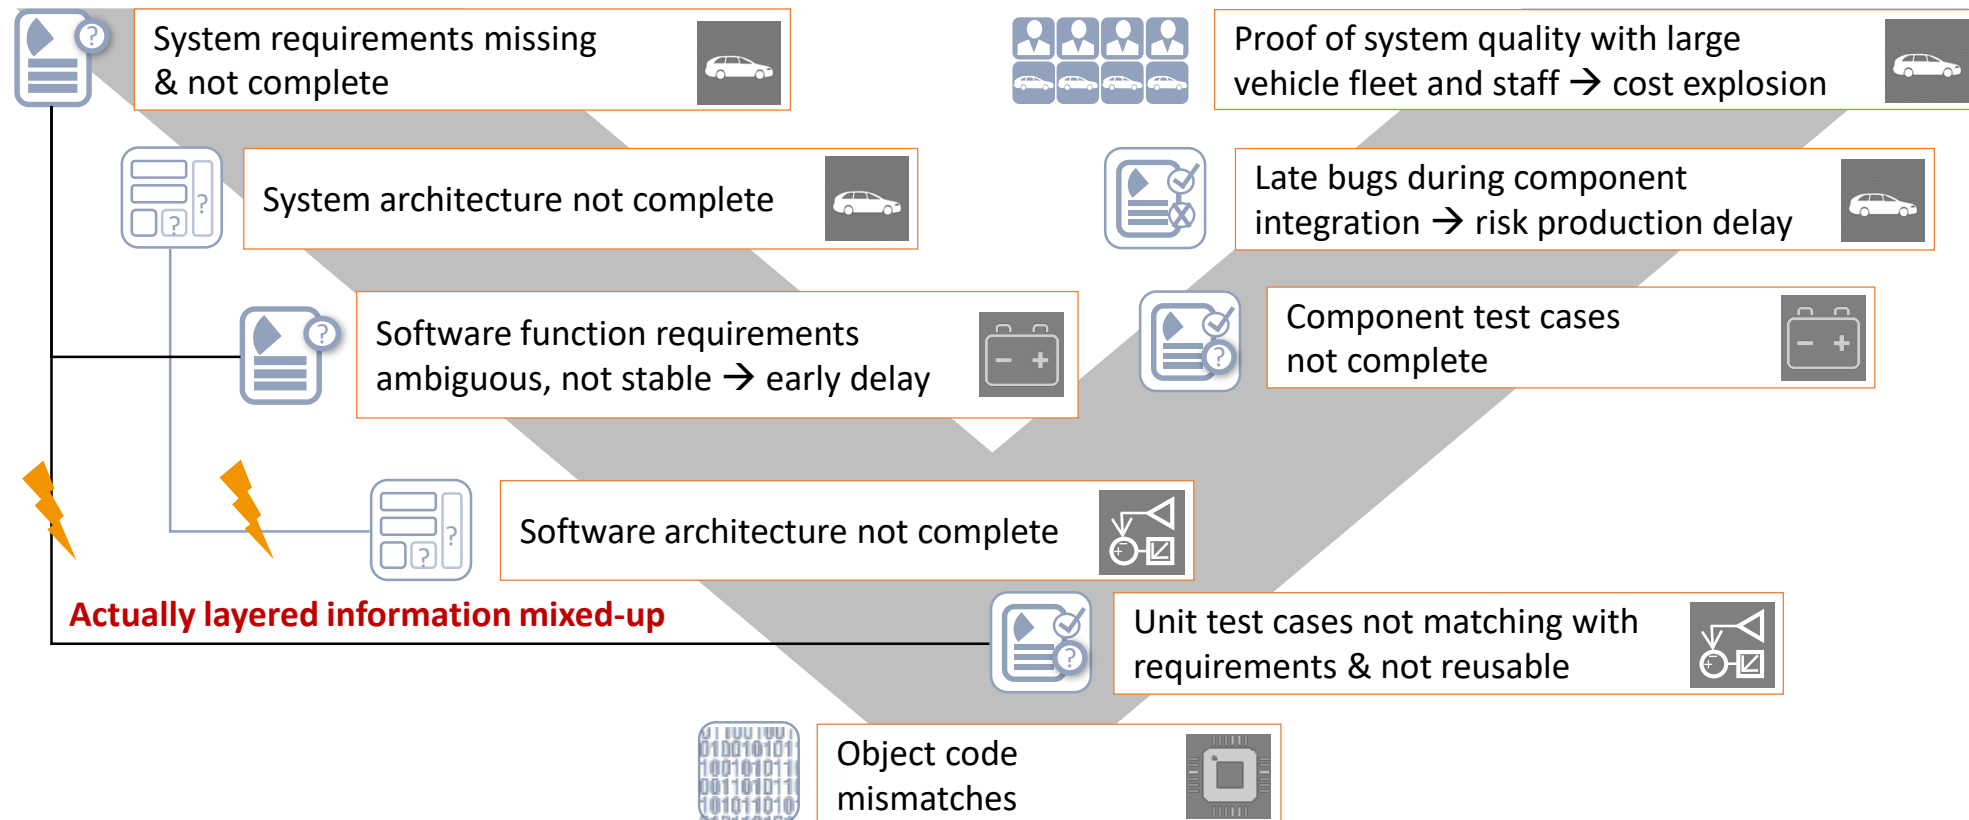 System requirements missing
& not complete
Proof of system quality with large
vehicle fleet and staff → cost explosion
System architecture not complete
Late bugs during component
integration → risk production delay
Software function requirements
ambiguous, not stable → early delay
Component test cases
not complete
Software architecture not complete
Actually layered information mixed-up
Unit test cases not matching with
requirements & not reusable
Object code
mismatches